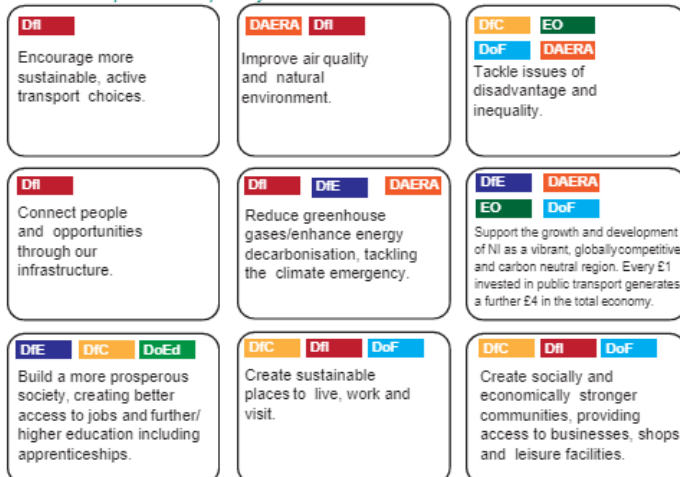 DfI
Encourage more
sustainable, active
transport choices.
DAERA DfI
Improve air quality
and natural
environment.
DfC EO
DoF DAERA
Tackle issues of
disadvantage and
inequality.
DfI
Connect people
and opportunities
through our
infrastructure.
DfI DfE DAERA
Reduce greenhouse
gases/enhance energy
decarbonisation, tackling
the climate emergency.
DfE DAERA
EO DoF
Support the growth and development
of NI as a vibrant, globally competitive
and carbon neutral region. Every £1
invested in public transport generates
a further £4 in the total economy.
DfE DfC DoEd
Build a more prosperous
society, creating better
access to jobs and further/
higher education including
apprenticeships.
DfC DfI DoF
Create sustainable
places to live, work and
visit.
DfC DfI DoF
Create socially and
economically stronger
communities, providing
access to businesses, shops
and leisure facilities.